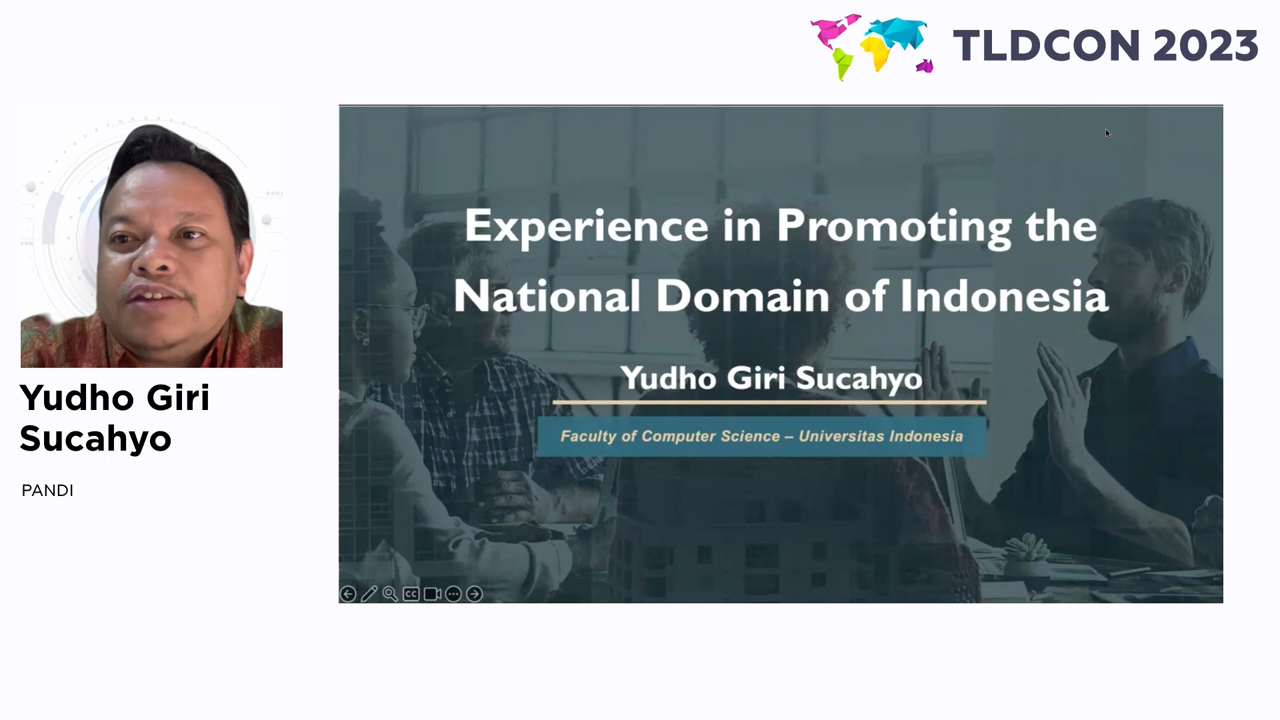 TLDCON 2023
Experience in Promoting the
National Domain of Indonesia
Yudho Giri Sucahyo
Faculty of Computer Science – Universitas Indonesia
Yudho Giri
Sucahyo
PANDI
CC